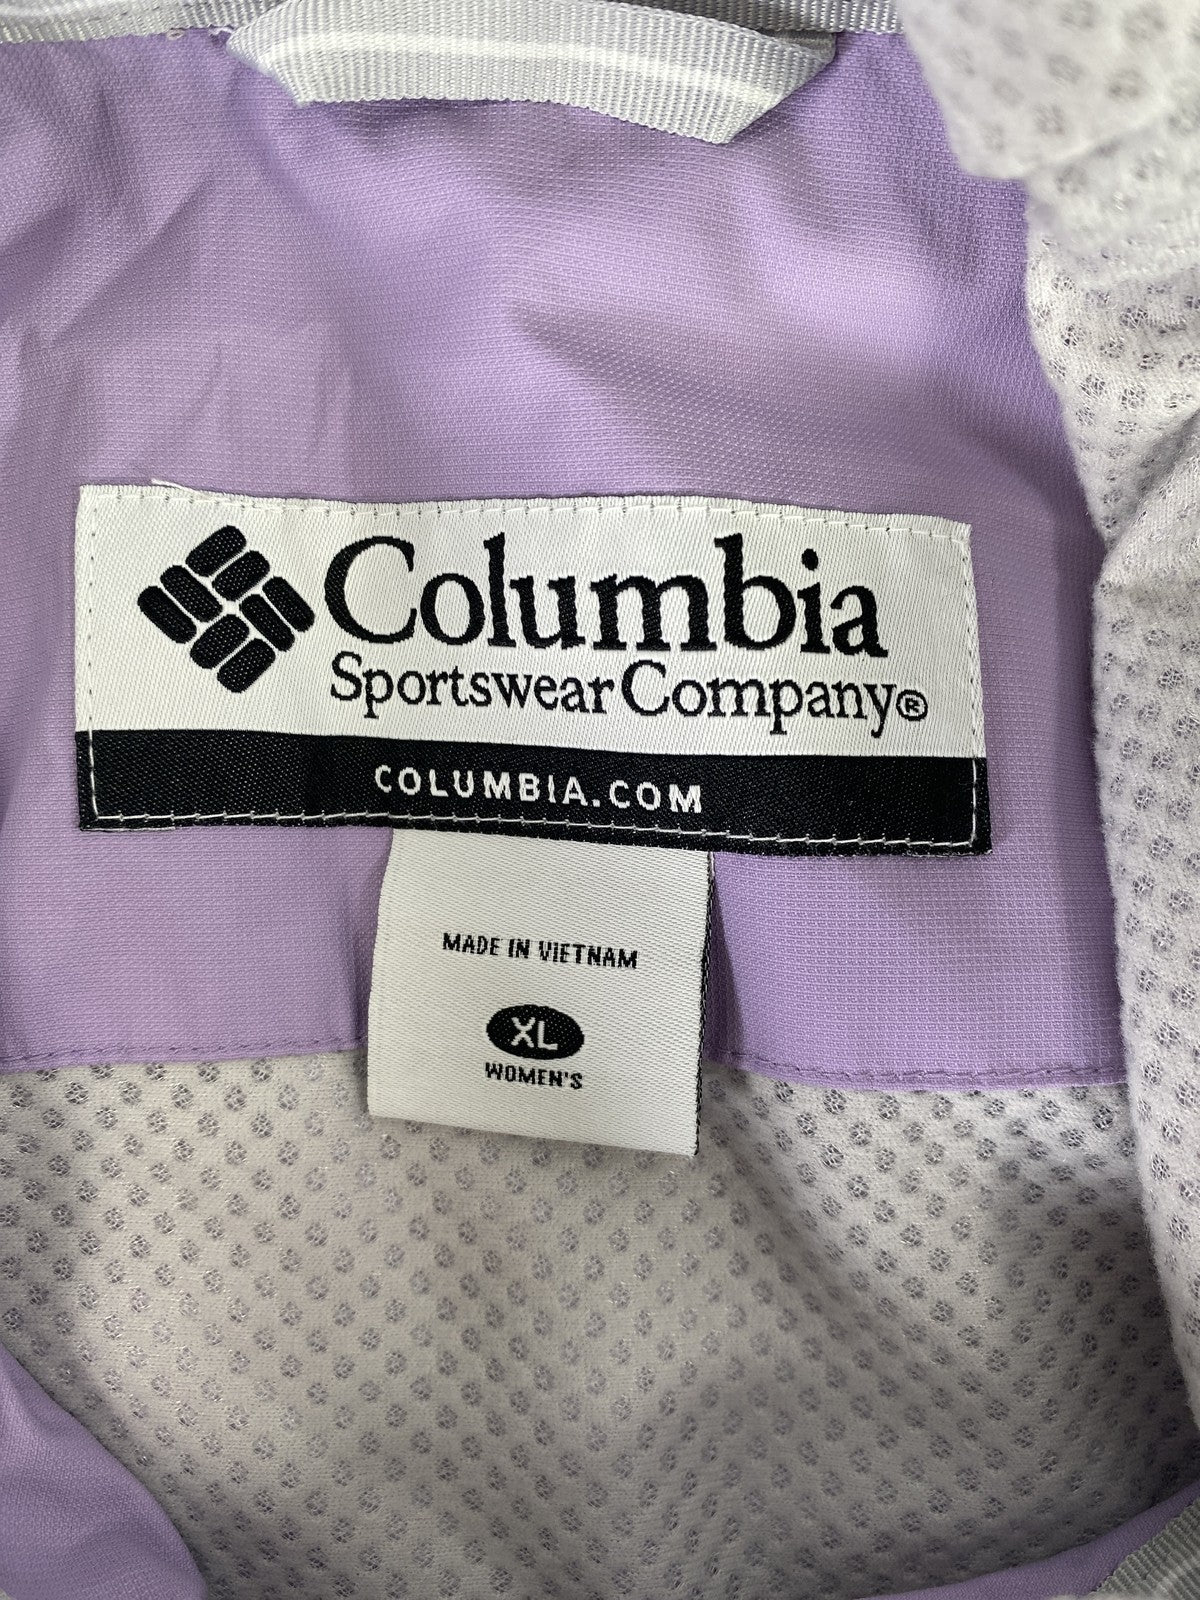 Columbia
Sportswear Company®
COLUMBIA.COM
MADE IN VIETNAM
XL
WOMEN'S